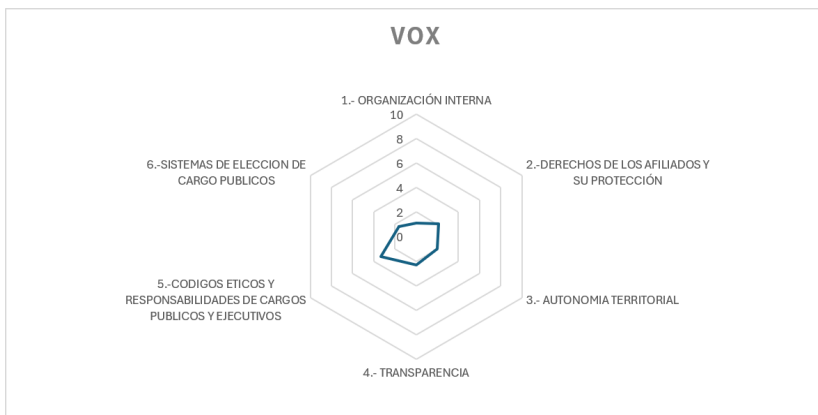 VOX
1.- ORGANIZACIÓN INTERNA
10
8
6
4
2
0
2.-DERECHOS DE LOS AFILIADOS Y
SU PROTECCIÓN
3.- AUTONOMIA TERRITORIAL
4.- TRANSPARENCIA
5.-CODIGOS ETICOS Y
RESPONSABILIDADES DE CARGOS
PUBLICOS Y EJECUTIVOS
6.-SISTEMAS DE ELECCION DE
CARGO PUBLICOS